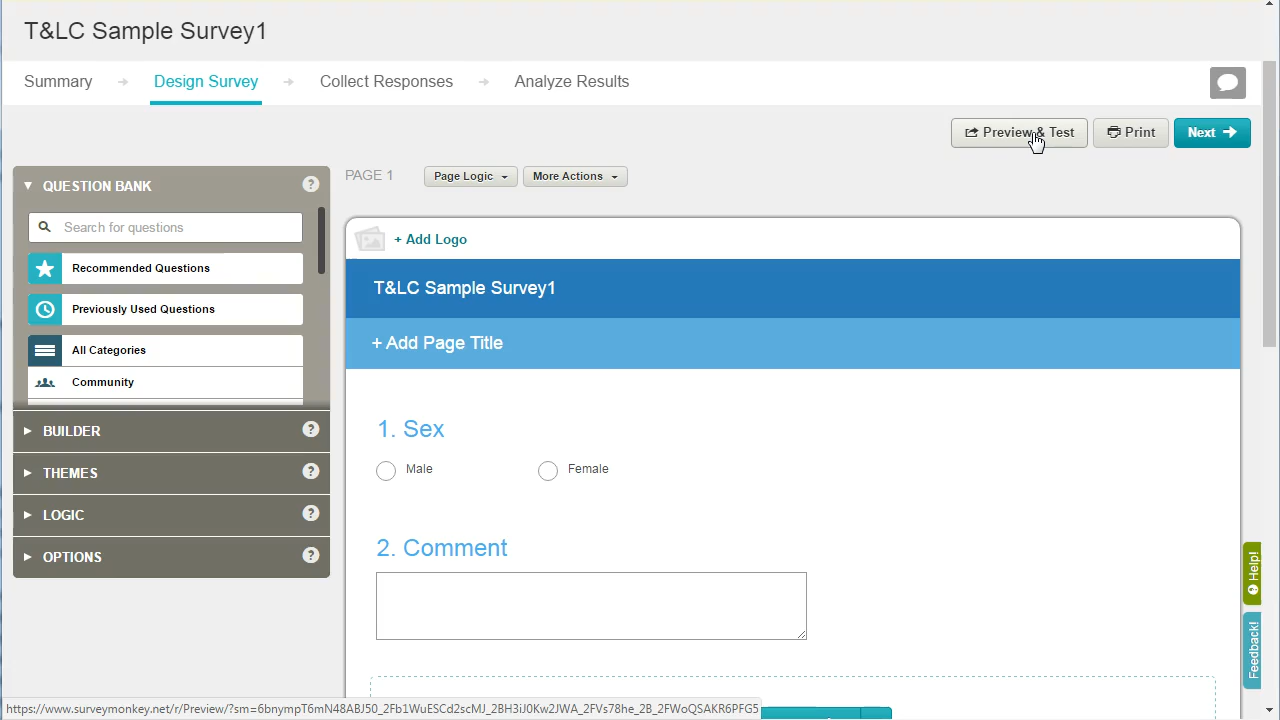 T&LC Sample Survey1
Summary
Design Survey
Collect Responses
Analyze Results
Preview & Test
Print
Next
QUESTION BANK
?
Search for questions
Recommended Questions
Previously Used Questions
All Categories
Community
BUILDER
?
THEMES
?
LOGIC
?
OPTIONS
?
PAGE 1
Page Logic
More Actions
+ Add Logo
T&LC Sample Survey1
+ Add Page Title
1. Sex
Male
Female
2. Comment
Help!
Feedback!
https://www.surveymonkey.net/r/Preview/?sm=6bnympT6mN48ABJ50_2Fb1WuESCd2scMJ_2BH3iJ0Kw2JWA_2FVs78he_2B_2FWoQSAKR6PFG5